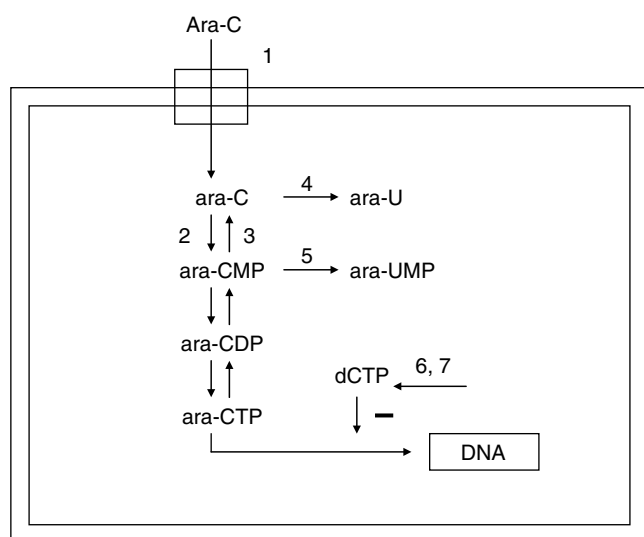 Ara-C
1
ara-C
4
ara-U
2
3
ara-CMP
5
ara-UMP
ara-CDP
dCTP
6, 7
ara-CTP
DNA